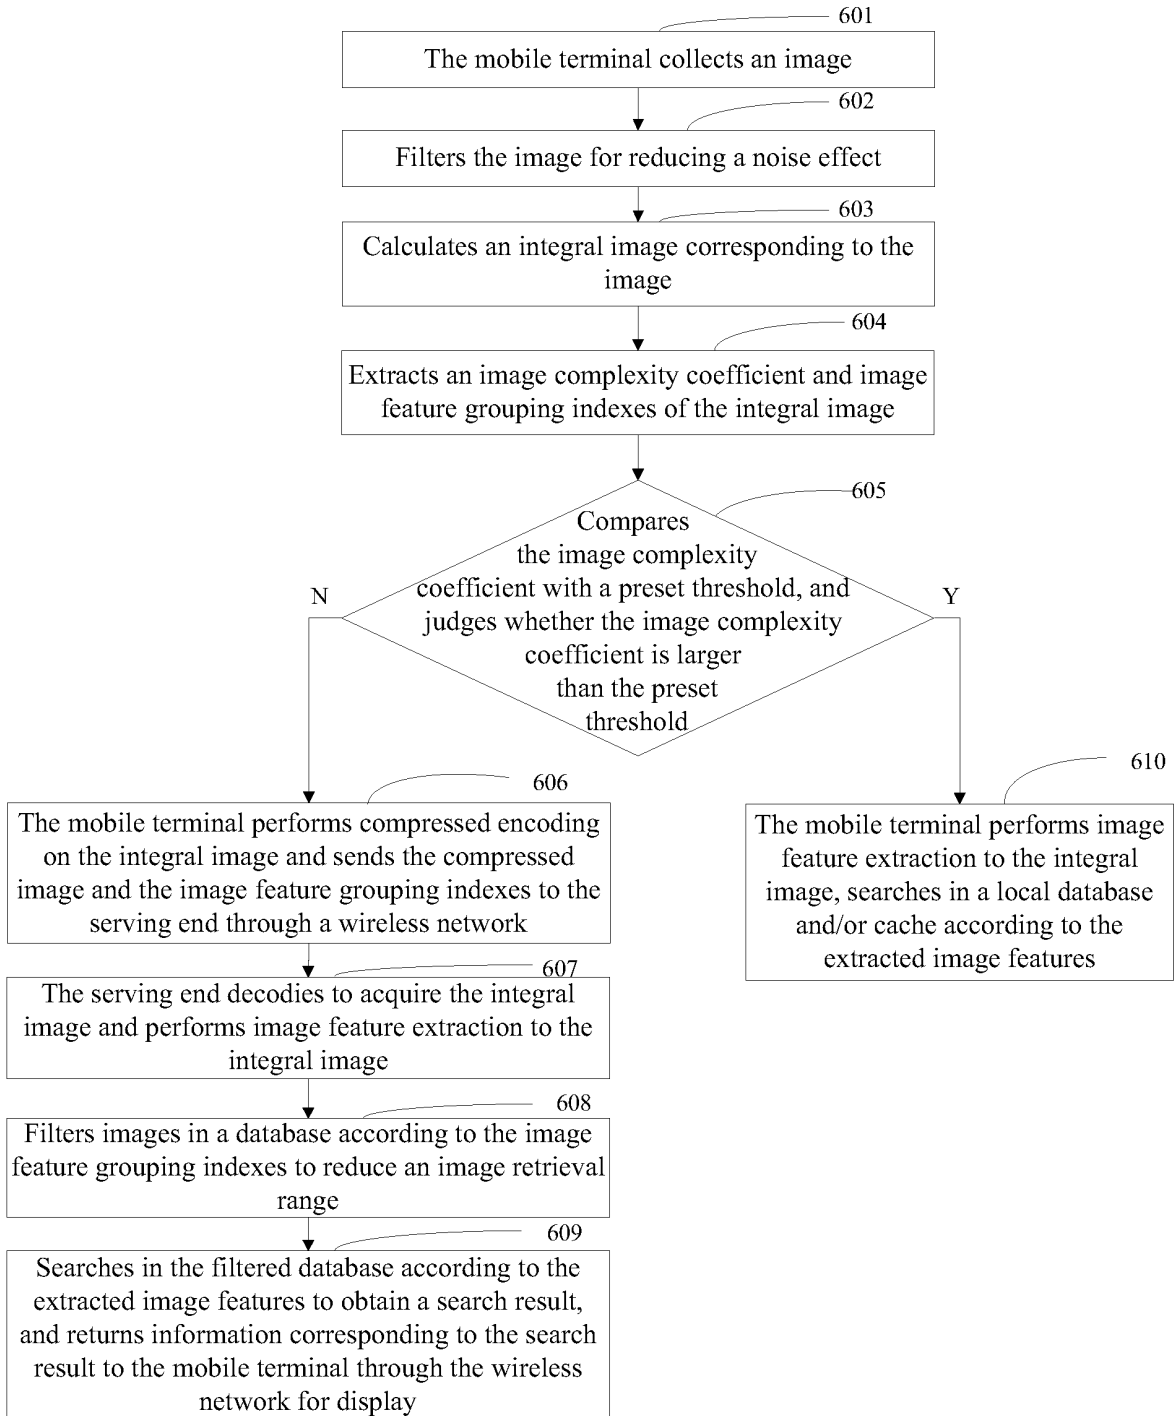 601
The mobile terminal collects an image
602
Filters the image for reducing a noise effect
603
Calculates an integral image corresponding to the
image
604
Extracts an image complexity coefficient and image
feature grouping indexes of the integral image
605
Compares
the image complexity
coefficient with a preset threshold, and
judges whether the image complexity
coefficient is larger
than the preset
threshold
N
Y
606
The mobile terminal performs compressed encoding
on the integral image and sends the compressed
image and the image feature grouping indexes to the
serving end through a wireless network
610
The mobile terminal performs image
feature extraction to the integral
image, searches in a local database
and/or cache according to the
extracted image features
607
The serving end decodies to acquire the integral
image and performs image feature extraction to the
integral image
608
Filters images in a database according to the image
feature grouping indexes to reduce an image retrieval
range
609
Searches in the filtered database according to the
extracted image features to obtain a search result,
and returns information corresponding to the search
result to the mobile terminal through the wireless
network for display